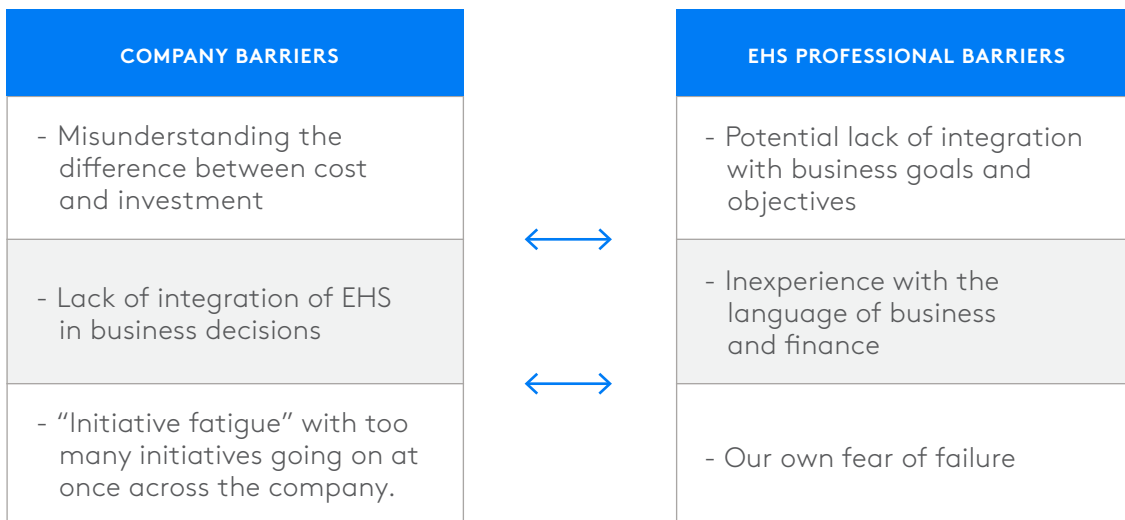 COMPANY BARRIERS
- Misunderstanding the
difference between cost
and investment
- Lack of integration of EHS
in business decisions
- “Initiative fatigue” with too
many initiatives going on at
once across the company.
EHS PROFESSIONAL BARRIERS
- Potential lack of integration
with business goals and
objectives
- Inexperience with the
language of business
and finance
- Our own fear of failure